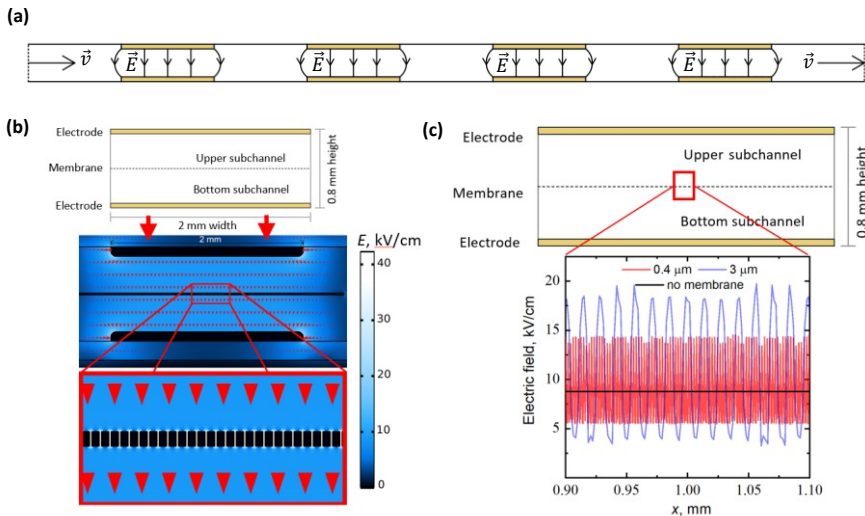 (a)
v⃗ E⃗ E⃗ E⃗ E⃗ v⃗
(b)
Electrode
Membrane
Electrode
Upper subchannel
Bottom subchannel
0.8 mm height
2 mm width
2 mm
E, kV/cm
40
30
20
10
0
(c)
Electrode
Membrane
Electrode
Upper subchannel
Bottom subchannel
0.8 mm height
0.4 μm 3 μm
no membrane
Electric field, kV/cm
20
15
10
5
0
0.90 0.95 1.00 1.05 1.10
x, mm